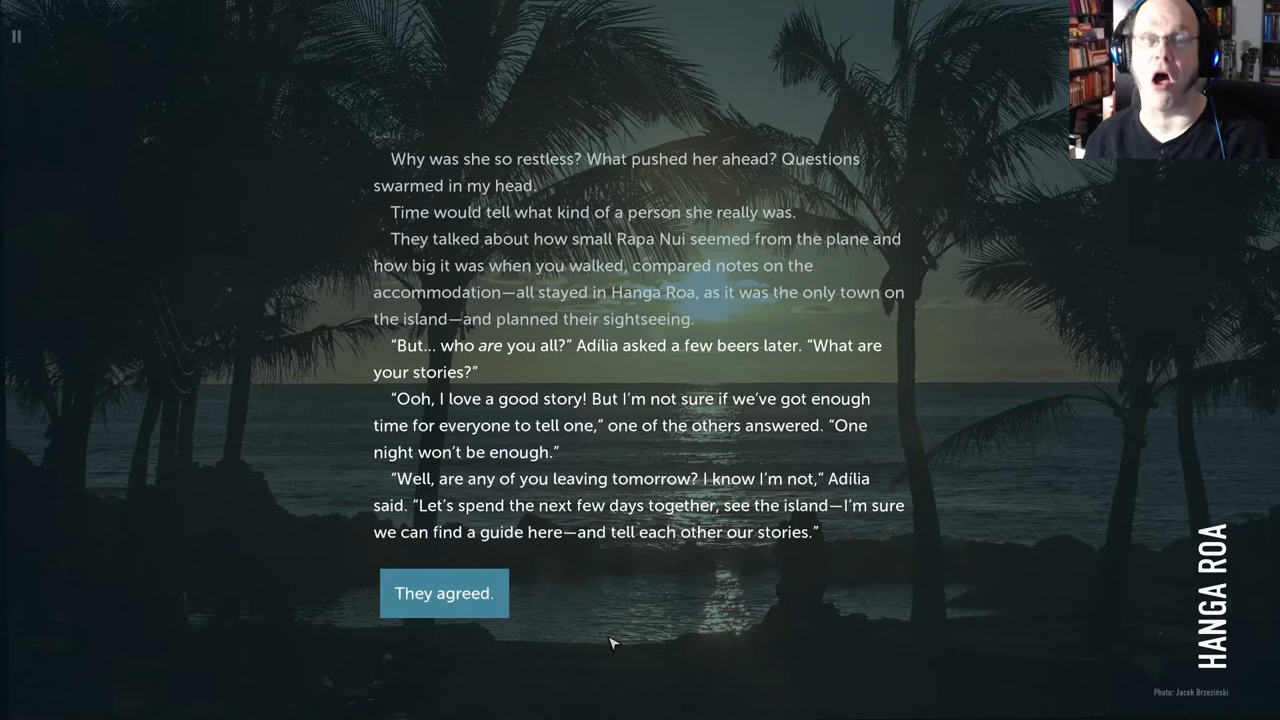 Why was she so restless? What pushed her ahead? Questions
swarmed in my head.
Time would tell what kind of a person she really was.
They talked about how small Rapa Nui seemed from the plane and
how big it was when you walked, compared notes on the
accommodation—all stayed in Hanga Roa, as it was the only town on
the island—and planned their sightseeing.
“But… who are you all?” Adília asked a few beers later. “What are
your stories?”
“Ooh, I love a good story! But I’m not sure if we’ve got enough
time for everyone to tell one,” one of the others answered. “One
night won’t be enough.”
“Well, are any of you leaving tomorrow? I know I’m not,” Adília
said. “Let’s spend the next few days together, see the island—I’m sure
we can find a guide here—and tell each other our stories.”
They agreed.
HANGA ROA
Photo: Jacek Brzeziński